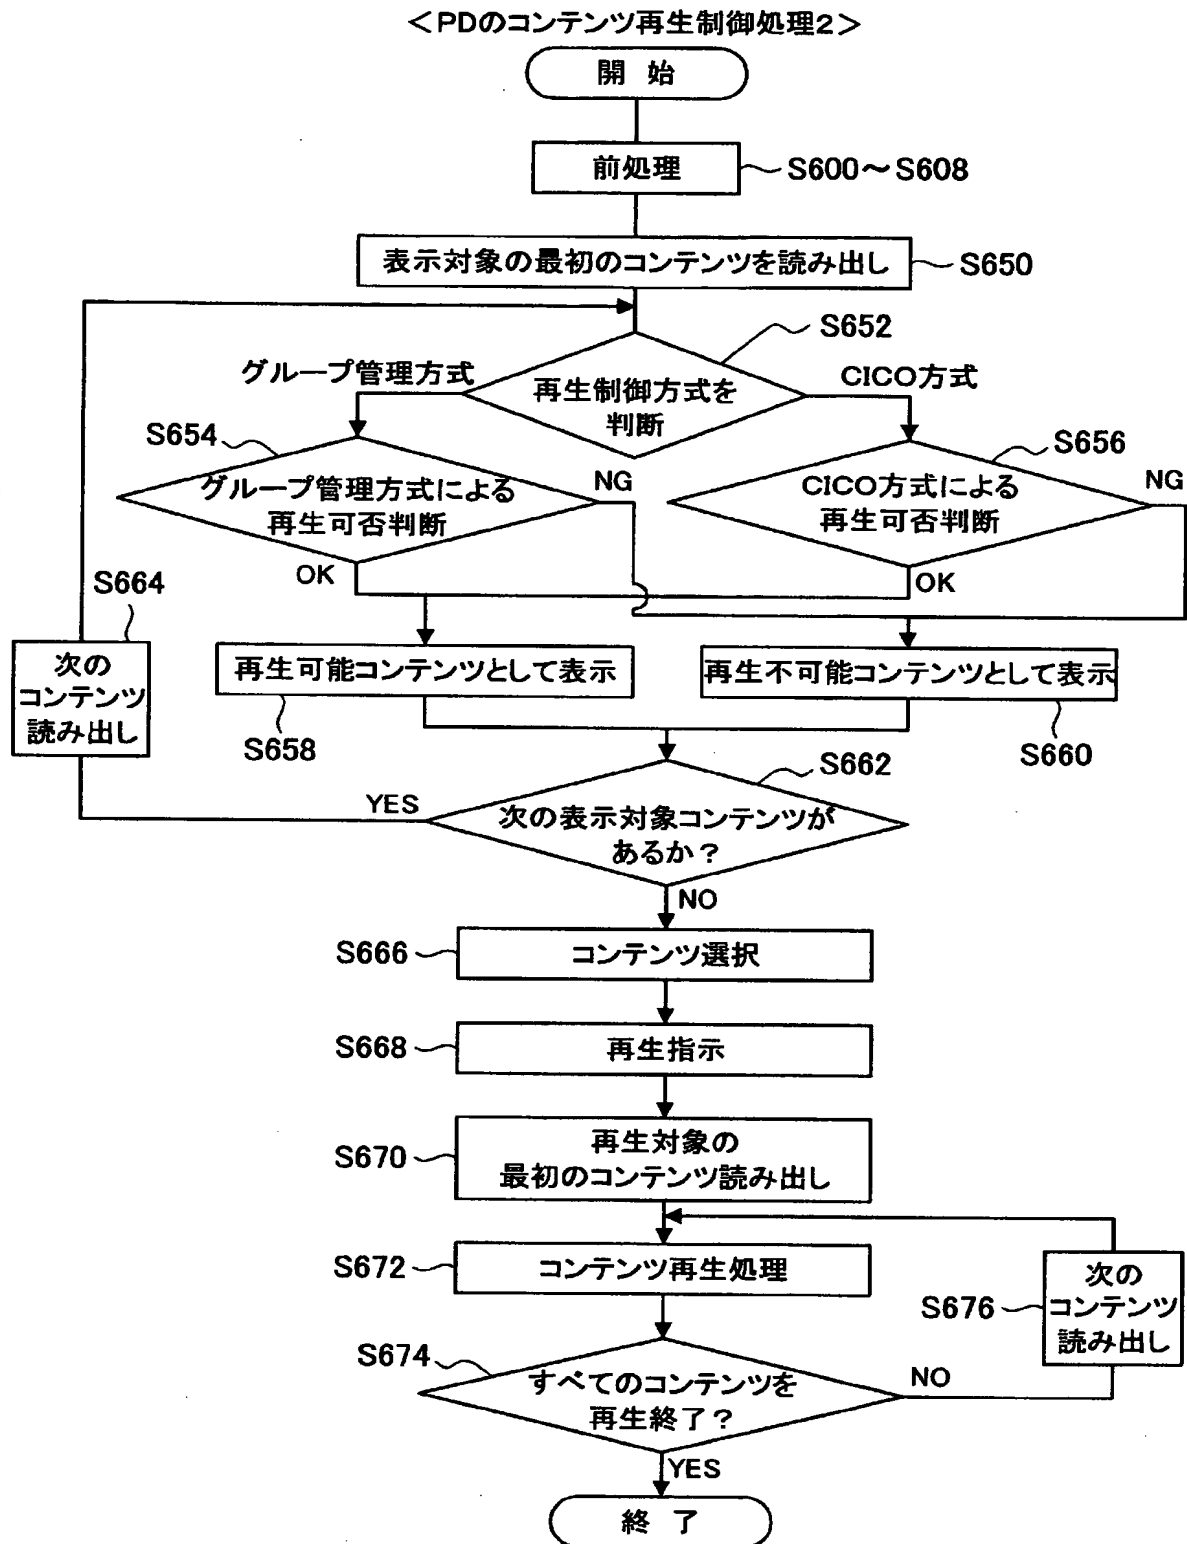 ＜PDのコンテンツ再生制御処理2＞
開 始
前処理
S600～S608
表示対象の最初のコンテンツを読み出し
S650
S652
グループ管理方式
再生制御方式を
判断
CICO方式
S654
グループ管理方式による
再生可否判断
NG
OK
S656
CICO方式による
再生可否判断
NG
OK
S664
次の
コンテンツ
読み出し
再生可能コンテンツとして表示
S658
再生不可能コンテンツとして表示
S660
S662
YES
次の表示対象コンテンツが
あるか？
NO
S666
コンテンツ選択
S668
再生指示
S670
再生対象の
最初のコンテンツ読み出し
S672
コンテンツ再生処理
S676
次の
コンテンツ
読み出し
S674
すべてのコンテンツを
再生終了？
NO
YES
終 了